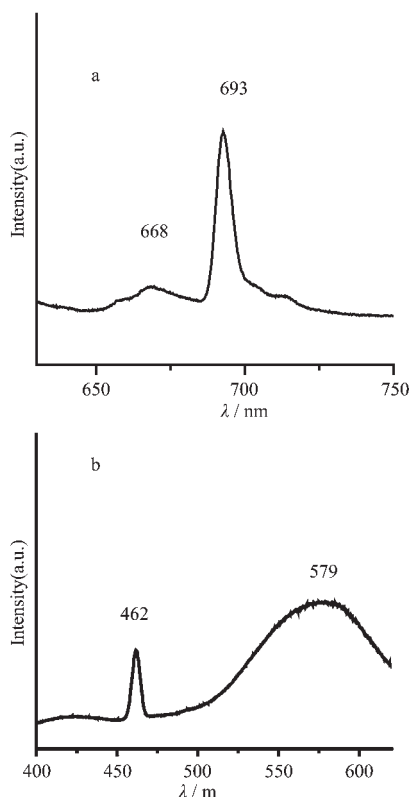 a
693
668
Intensity(a.u.)
650 700 750
λ / nm
b
579
462
Intensity(a.u.)
400 450 500 550 600
λ / m